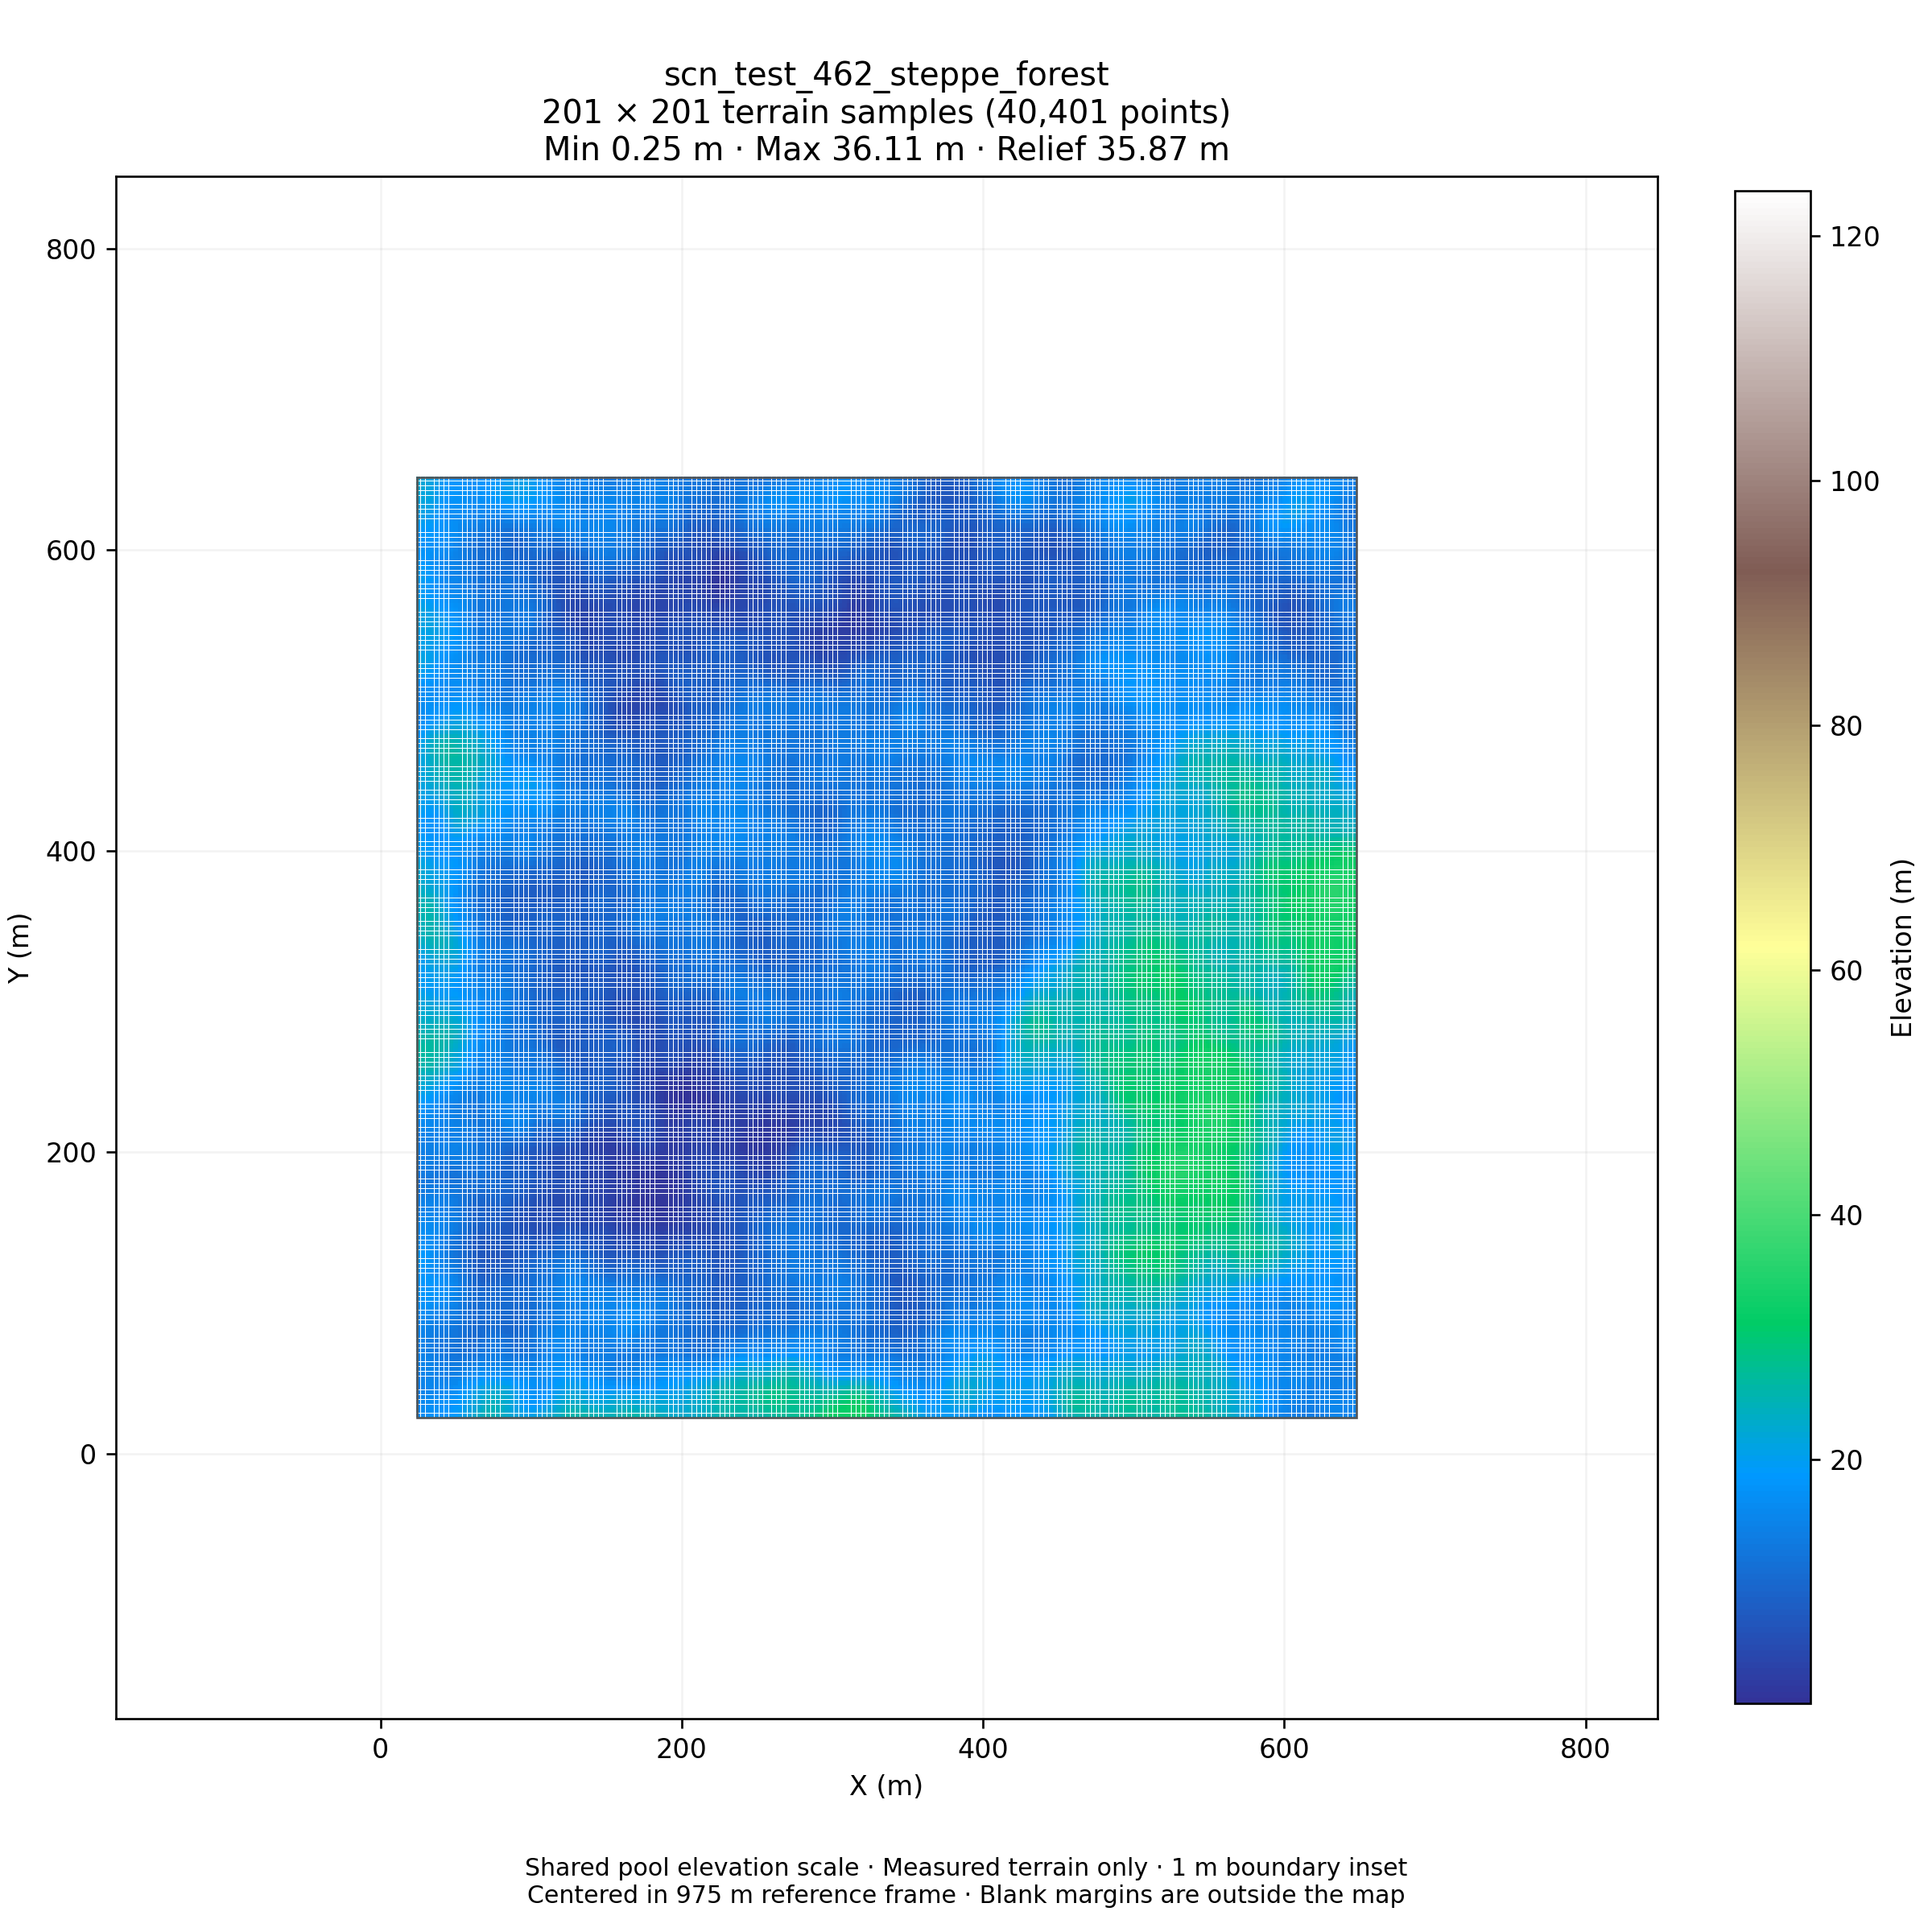 scn_test_462_steppe_forest
201 × 201 terrain samples (40,401 points)
Min 0.25 m · Max 36.11 m · Relief 35.87 m
800
600
400
200
0
Y (m)
0
200
400
600
800
X (m)
120
100
80
60
40
20
Elevation (m)
Shared pool elevation scale · Measured terrain only · 1 m boundary inset
Centered in 975 m reference frame · Blank margins are outside the map